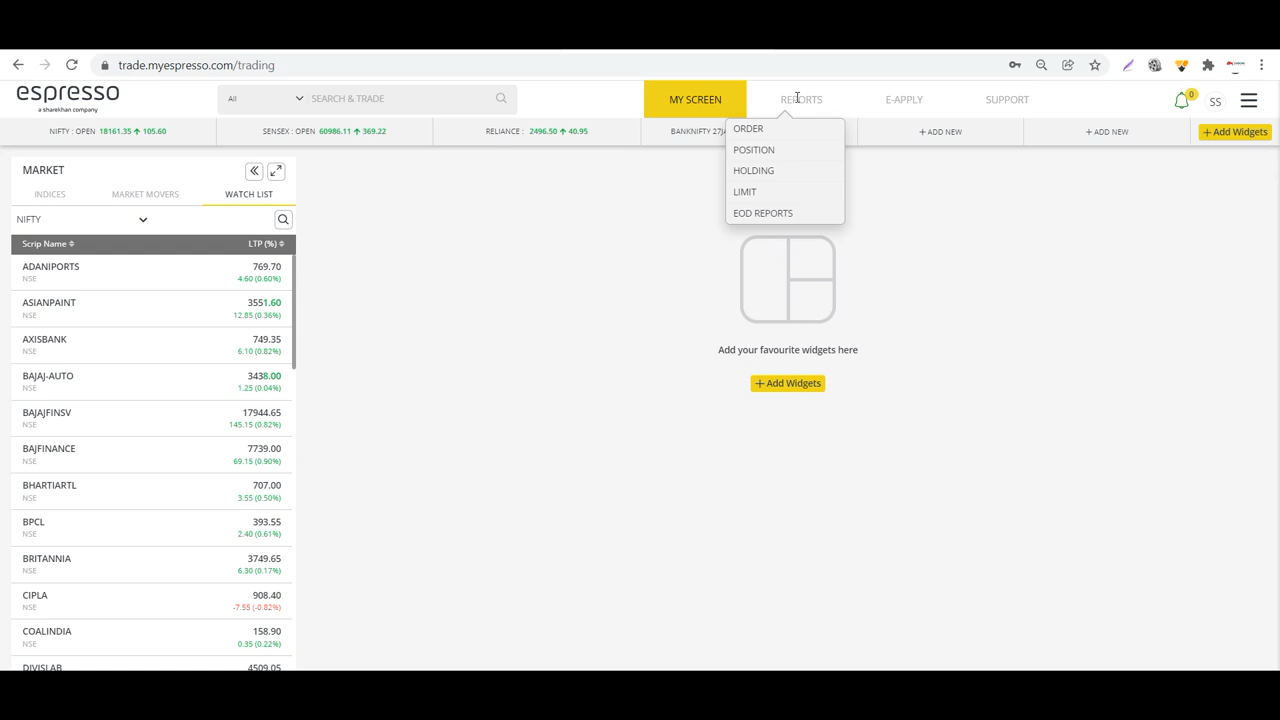 trade.myespresso.com/trading
espresso
a sharekhan company
All
SEARCH & TRADE
MY SCREEN
REPORTS
E-APPLY
SUPPORT
0
SS
NIFTY : OPEN 18161.35 ↑ 105.60
SENSEX : OPEN 60986.11 ↑ 369.22
RELIANCE : 2496.50 ↑ 40.95
BANKNIFTY 27JA
+ ADD NEW
+ ADD NEW
+ Add Widgets
ORDER
POSITION
HOLDING
LIMIT
EOD REPORTS
MARKET
INDICES
MARKET MOVERS
WATCH LIST
NIFTY
Scrip Name
LTP (%)
ADANIPORTS 769.70
NSE 4.60 (0.60%)
ASIANPAINT 3551.60
NSE 12.85 (0.36%)
AXISBANK 749.35
NSE 6.10 (0.82%)
BAJAJ-AUTO 3438.00
NSE 1.25 (0.04%)
BAJAJFINSV 17944.65
NSE 145.15 (0.82%)
BAJFINANCE 7739.00
NSE 69.15 (0.90%)
BHARTIARTL 707.00
NSE 3.55 (0.50%)
BPCL 393.55
NSE 2.40 (0.61%)
BRITANNIA 3749.65
NSE 6.30 (0.17%)
CIPLA 908.40
NSE -7.55 (-0.82%)
COALINDIA 158.90
NSE 0.35 (0.22%)
DIVISLAB 4509.05
Add your favourite widgets here
+ Add Widgets